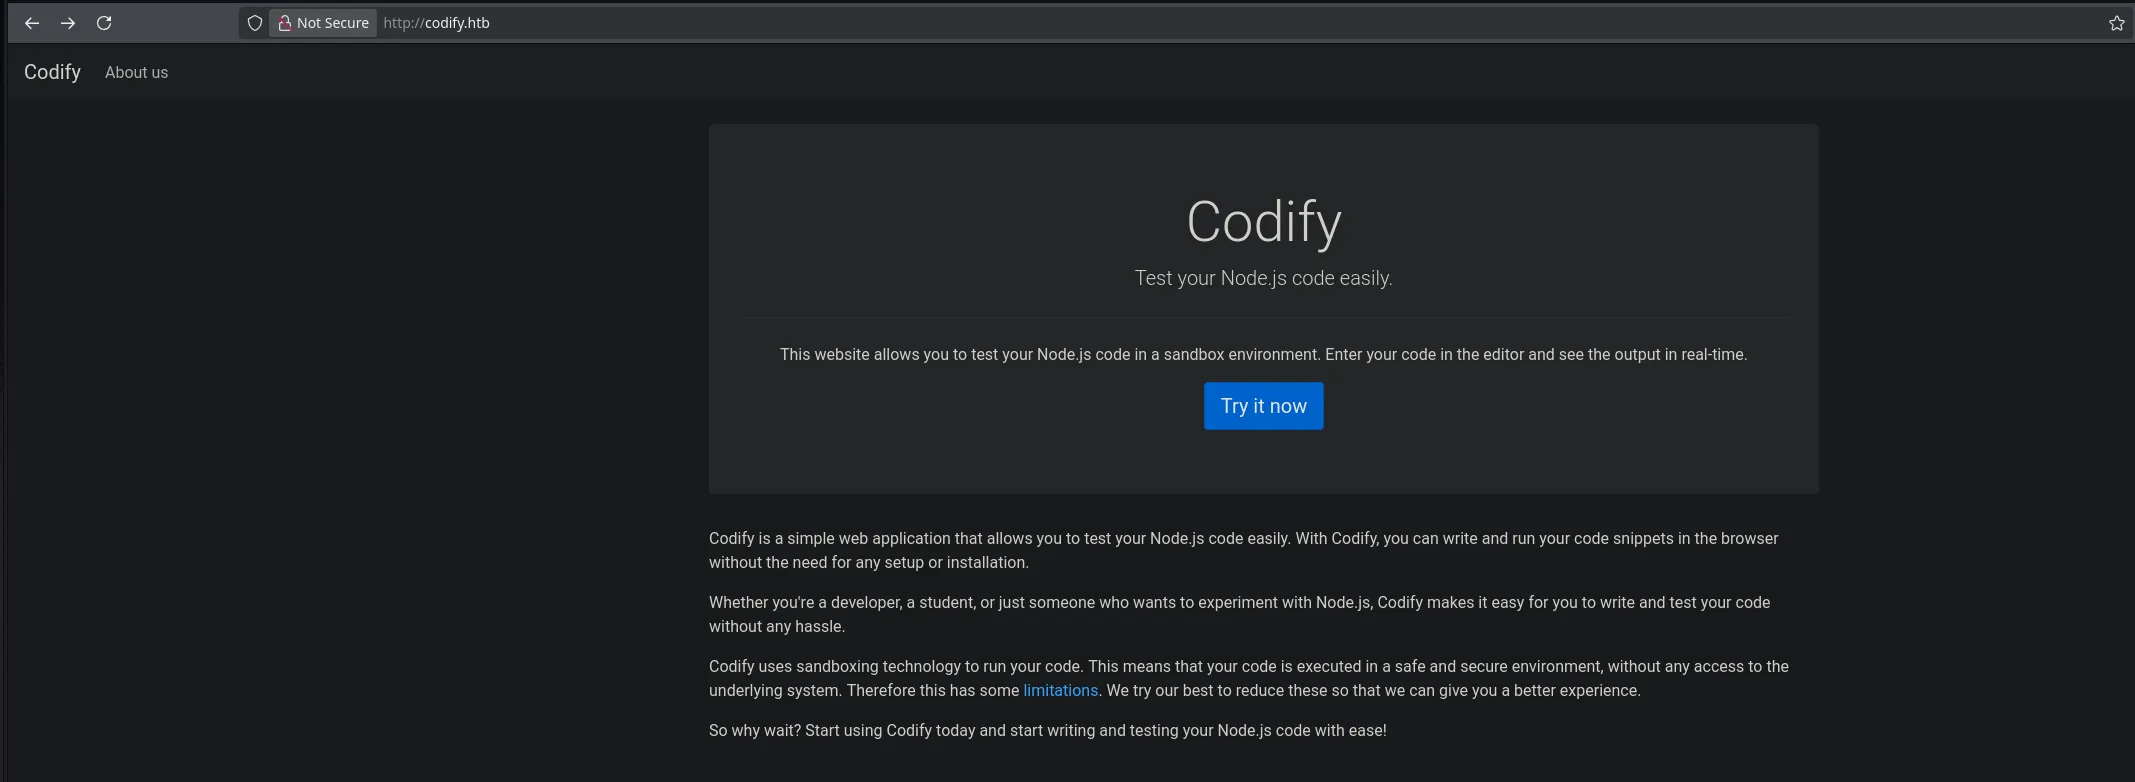 Not Secure http://codify.htb
Codify About us
Codify
Test your Node.js code easily.
This website allows you to test your Node.js code in a sandbox environment. Enter your code in the editor and see the output in real-time.
Try it now
Codify is a simple web application that allows you to test your Node.js code easily. With Codify, you can write and run your code snippets in the browser
without the need for any setup or installation.
Whether you're a developer, a student, or just someone who wants to experiment with Node.js, Codify makes it easy for you to write and test your code
without any hassle.
Codify uses sandboxing technology to run your code. This means that your code is executed in a safe and secure environment, without any access to the
underlying system. Therefore this has some limitations. We try our best to reduce these so that we can give you a better experience.
So why wait? Start using Codify today and start writing and testing your Node.js code with ease!